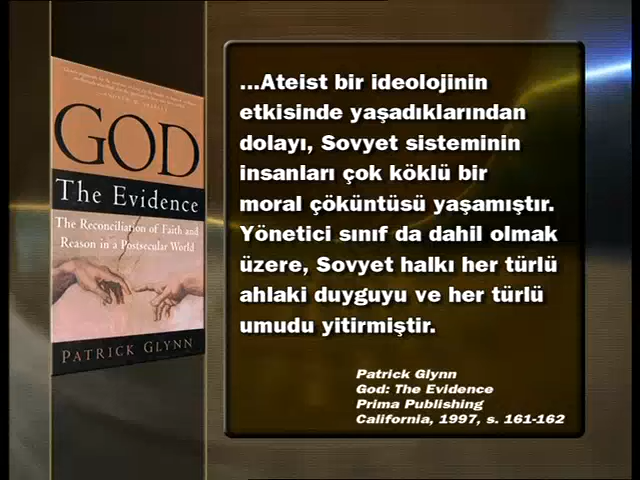 GOD
The Evidence
The Reconciliation of Faith and
Reason in a Postsecular World
PATRICK GLYNN
...Ateist bir ideolojinin
etkisinde yaşadıklarından
dolayı, Sovyet sisteminin
insanları çok köklü bir
moral çöküntüsü yaşamıştır.
Yönetici sınıf da dahil olmak
üzere, Sovyet halkı her türlü
ahlaki duyguyu ve her türlü
umudu yitirmiştir.
Patrick Glynn
God: The Evidence
Prima Publishing
California, 1997, s. 161-162